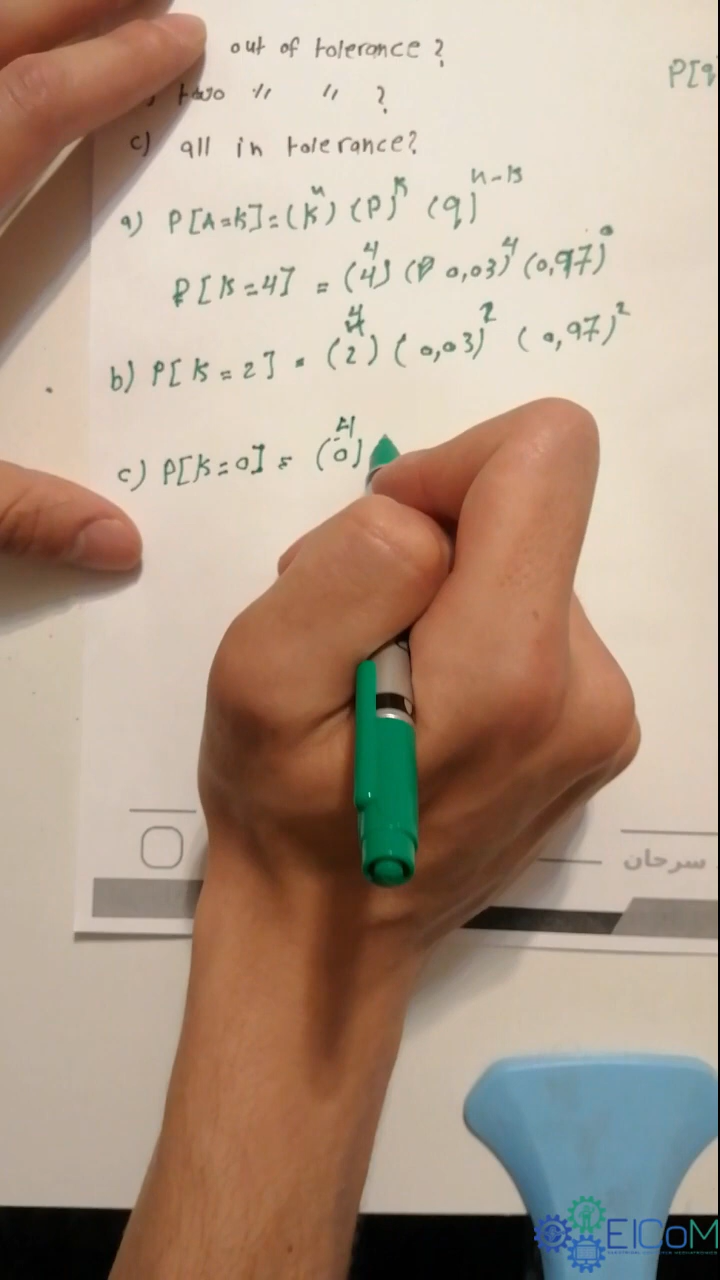 out of tolerance?
P[q
two " " ?
c) all in tolerance?
a) P[A=k]=(n k) (P)^k (q)^n-k
P[k=4] = (4 4) (P 0,03)^4 (0,97)^0
b) P[k=2] = (4 2) (0,03)^2 (0,97)^2
c) P[k=0] = (4 0)
سرحان
EICoM